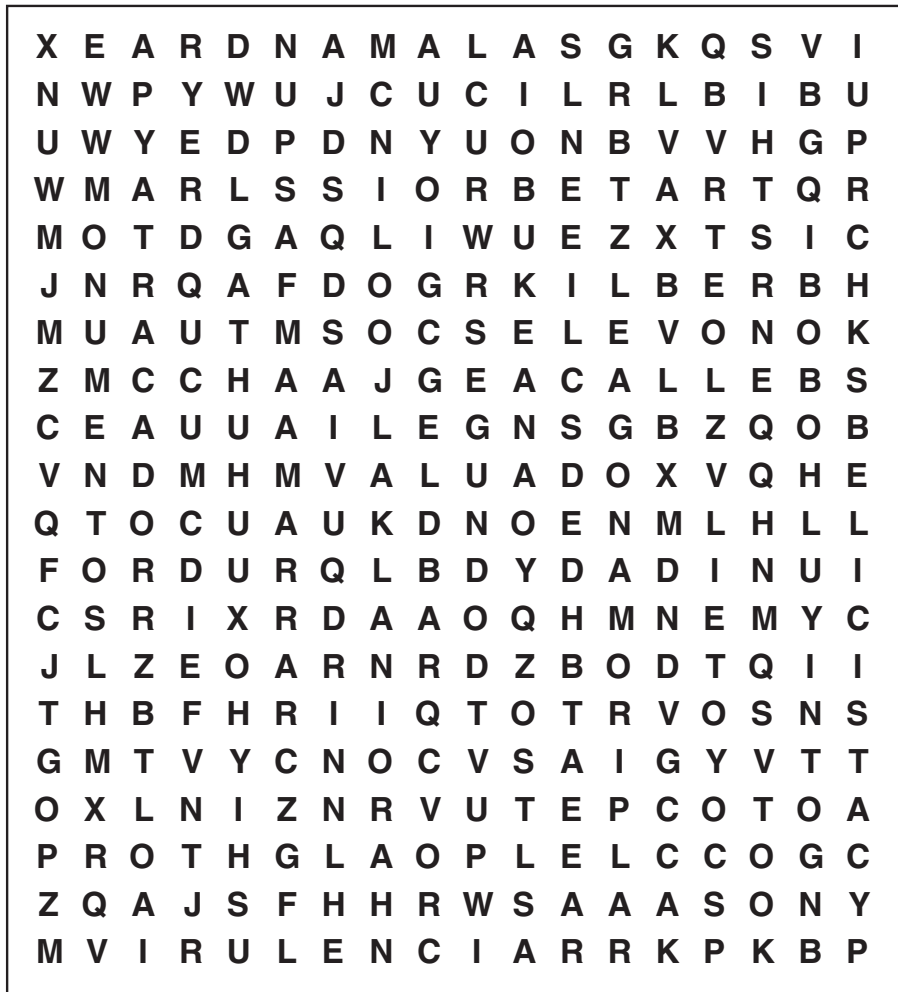 X E A R D N A M A L A S G K Q S V I
N W P Y W U J C U C I L R L B I B U
U W Y E D P D N Y U O N B V V H G P
W M A R L S S I O R B E T A R T Q R
M O T D G A Q L I W U E Z X T S I C
J N R Q A F D O G R K I L B E R B H
M U A U T M S O C S E L E V O N O K
Z M C C H A A J G E A C A L L E B S
C E A U U A I L E G N S G B Z Q O B
V N D M H M V A L U A D O X V Q H E
Q T O C U A U K D N O E N M L H L L
F O R D U R Q L B D Y D A D I N U I
C S R I X R D A A O Q H M N E M Y C
J L Z E O A R N R D Z B O D T Q I I
T H B F H R I I Q T O T R V O S N S
G M T V Y C N O C V S A I G Y V T T
O X L N I Z N R V U T E P C O T O A
P R O T H G L A O P L E L C C O G C
Z Q A J S F H H R W S A A A S O N Y
M V I R U L E N C I A R R K P K B P